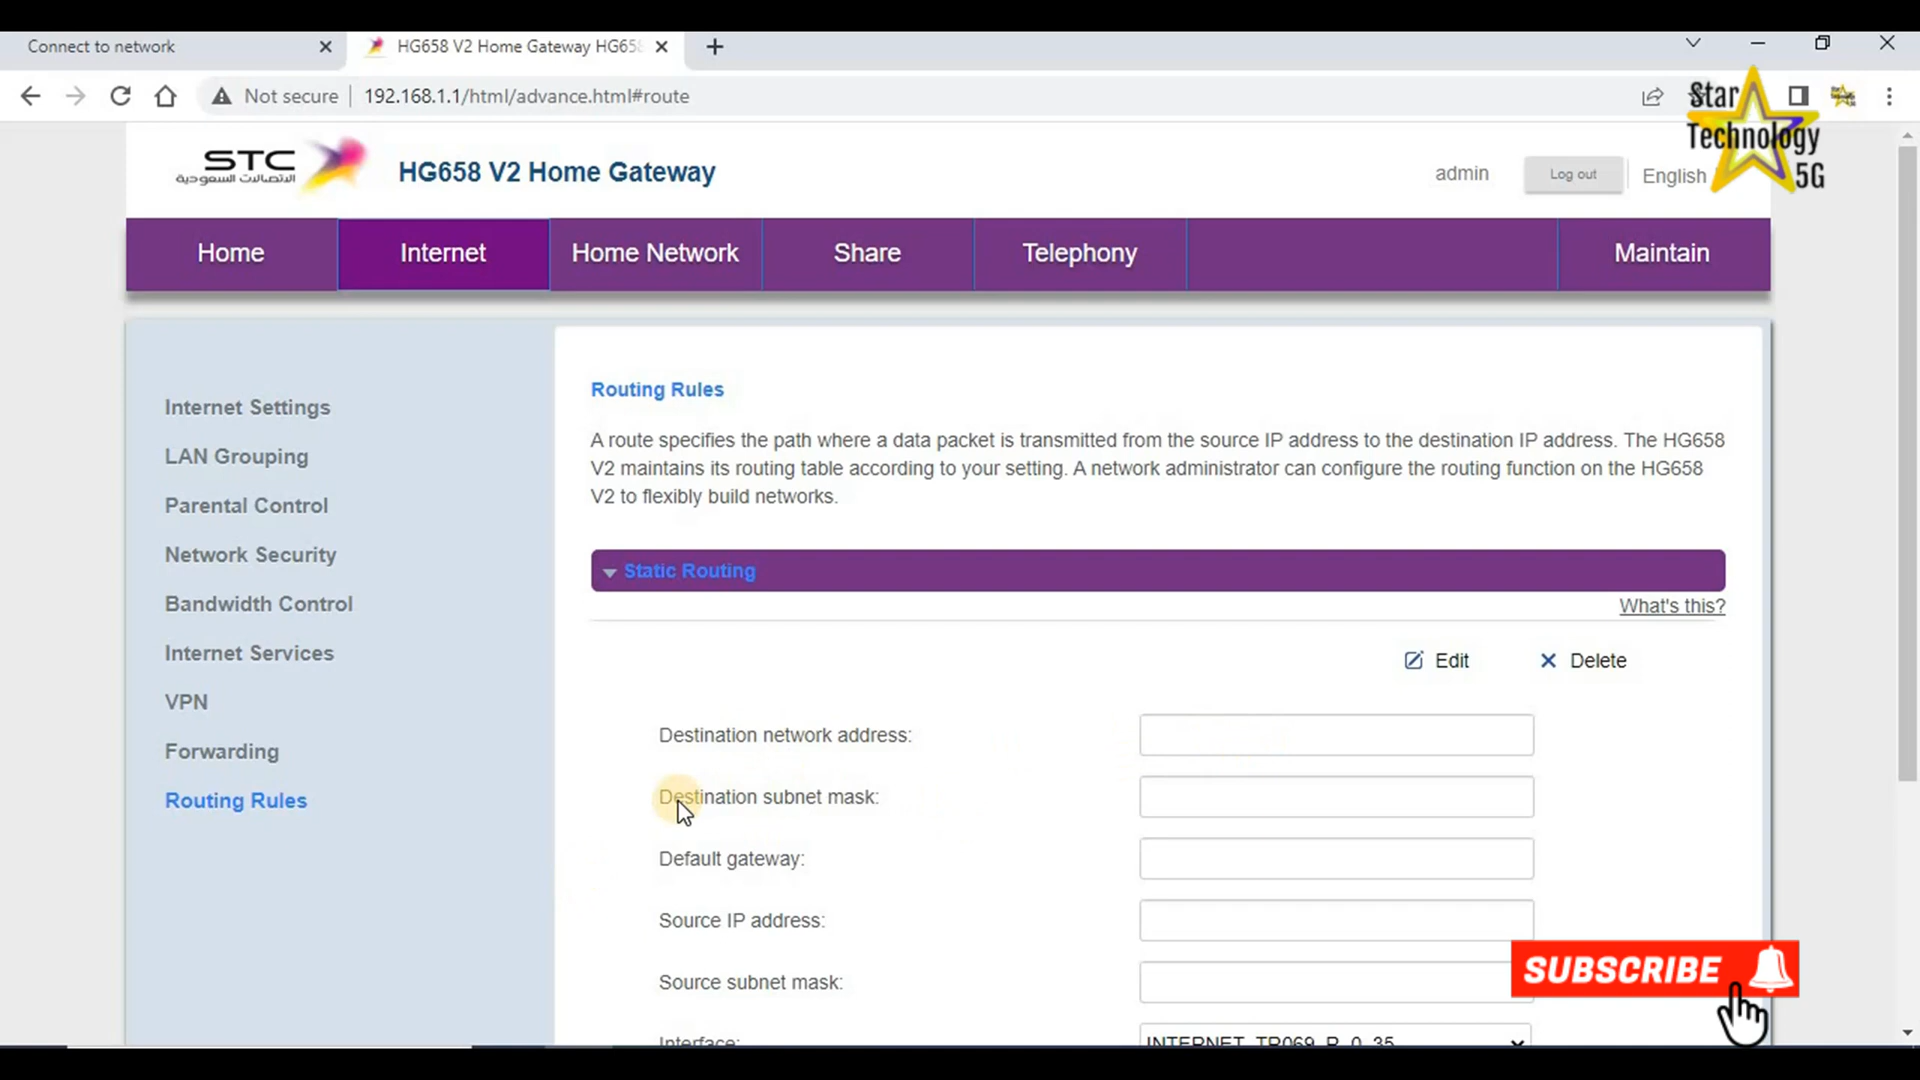 Connect to network
HG658 V2 Home Gateway HG658
Not secure
192.168.1.1/html/advance.html#route
Star
Technology
5G
STC
الاتصالات السعودية
HG658 V2 Home Gateway
admin
Log out
English
Home
Internet
Home Network
Share
Telephony
Maintain
Internet Settings
LAN Grouping
Parental Control
Network Security
Bandwidth Control
Internet Services
VPN
Forwarding
Routing Rules
Routing Rules
A route specifies the path where a data packet is transmitted from the source IP address to the destination IP address. The HG658
V2 maintains its routing table according to your setting. A network administrator can configure the routing function on the HG658
V2 to flexibly build networks.
Static Routing
What's this?
Edit
Delete
Destination network address:
Destination subnet mask:
Default gateway:
Source IP address:
Source subnet mask:
Interface:
INTERNET_TR069_R_0_35
SUBSCRIBE